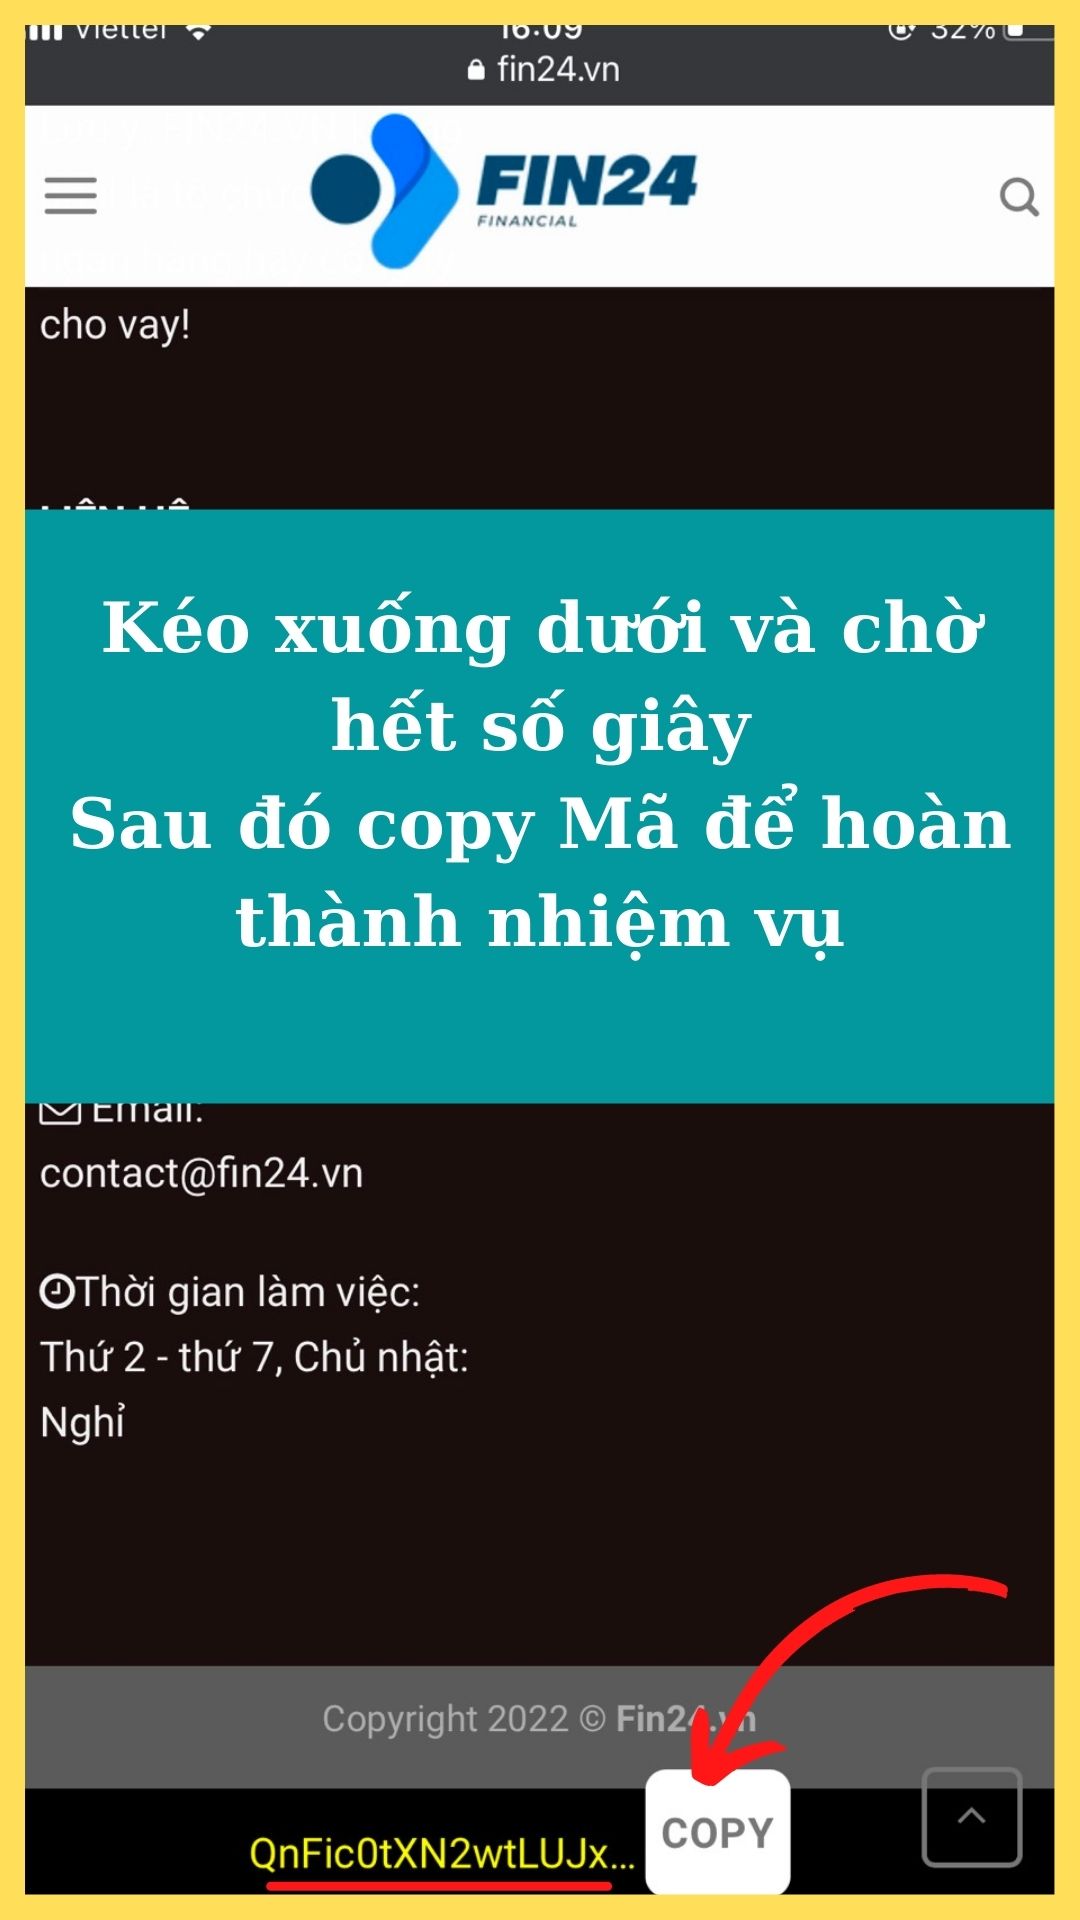 Viettel
16:09
32%
fin24.vn
FIN24
FINANCIAL
cho vay!
LIÊN HỆ
Kéo xuống dưới và chờ
hết số giây
Sau đó copy Mã để hoàn
thành nhiệm vụ
Email:
contact@fin24.vn
Thời gian làm việc:
Thứ 2 - thứ 7, Chủ nhật:
Nghỉ
Copyright 2022 © Fin24.vn
QnFic0tXN2wtLUJx...
COPY